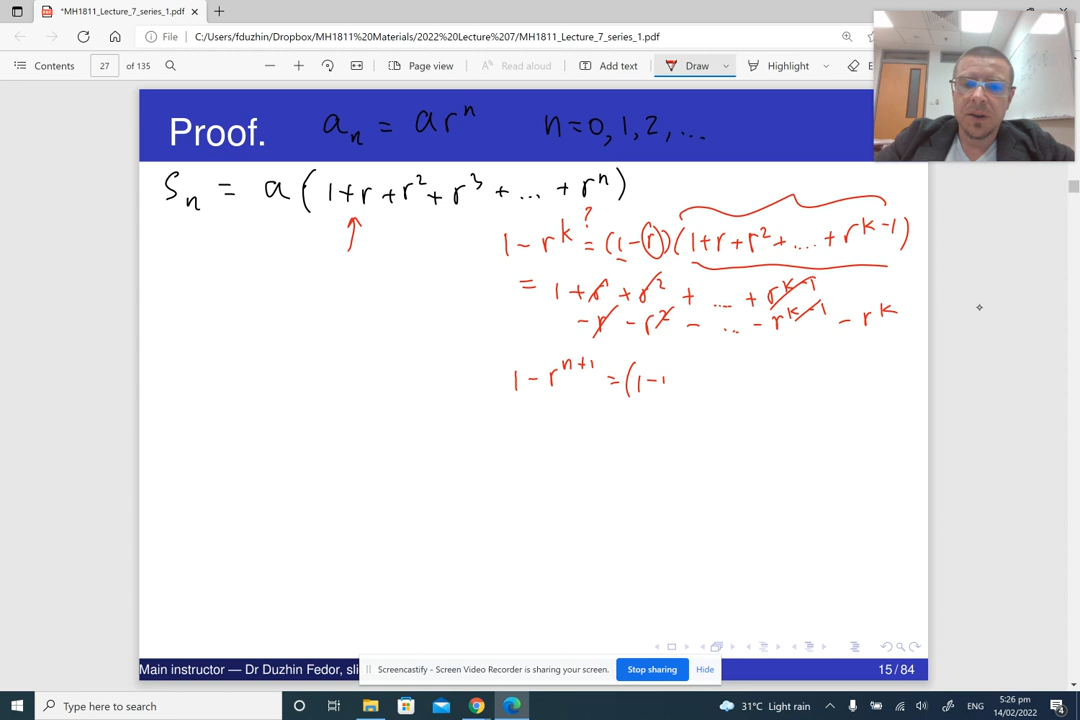 *MH1811_Lecture_7_series_1.pdf
File C:/Users/fduzhin/Dropbox/MH1811%20Materials/2022%20Lecture%207/MH1811_Lecture_7_series_1.pdf
Contents 27 of 135 Page view Read aloud Add text Draw Highlight
Proof. aₙ = arⁿ n=0,1,2,...
Sₙ = a(1+r+r²+r³+...+rⁿ)
1-rᵏ ?= (1-r)(1+r+r²+....+rᵏ⁻¹)
= 1+r+r²+...+rᵏ⁻¹
-r-r²-...-rᵏ⁻¹-rᵏ
1-rⁿ⁺¹=(1-
Main instructor — Dr Duzhin Fedor, sli 15/84
Screencastify - Screen Video Recorder is sharing your screen. Stop sharing Hide
Type here to search 31°C Light rain ENG 5:26 pm
14/02/2022 4